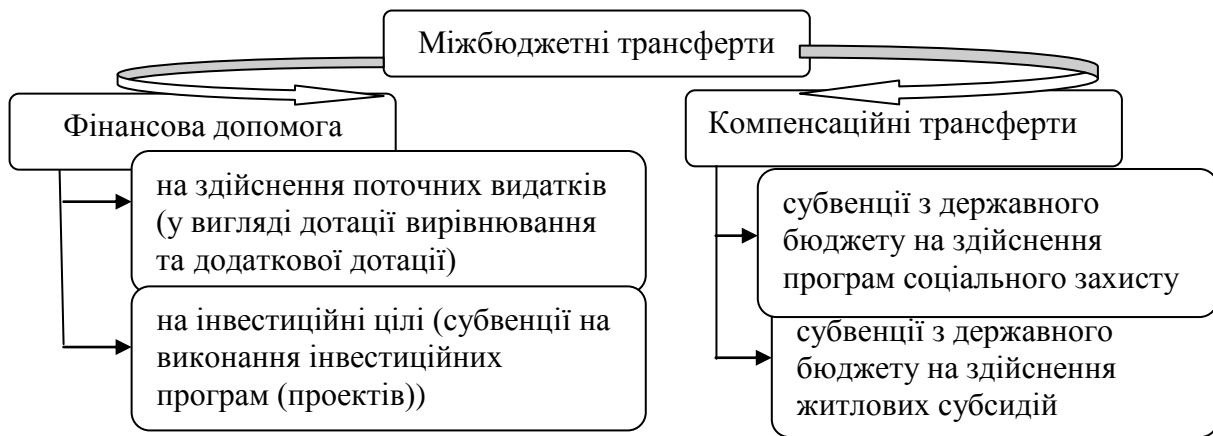 Міжбюджетні трансферти
Фінансова допомога
на здійснення поточних видатків
(у вигляді дотації вирівнювання
та додаткової дотації)
на інвестиційні цілі (субвенції на
виконання інвестиційних
програм (проектів))
Компенсаційні трансферти
субвенції з державного
бюджету на здійснення
програм соціального захисту
субвенції з державного
бюджету на здійснення
житлових субсидій